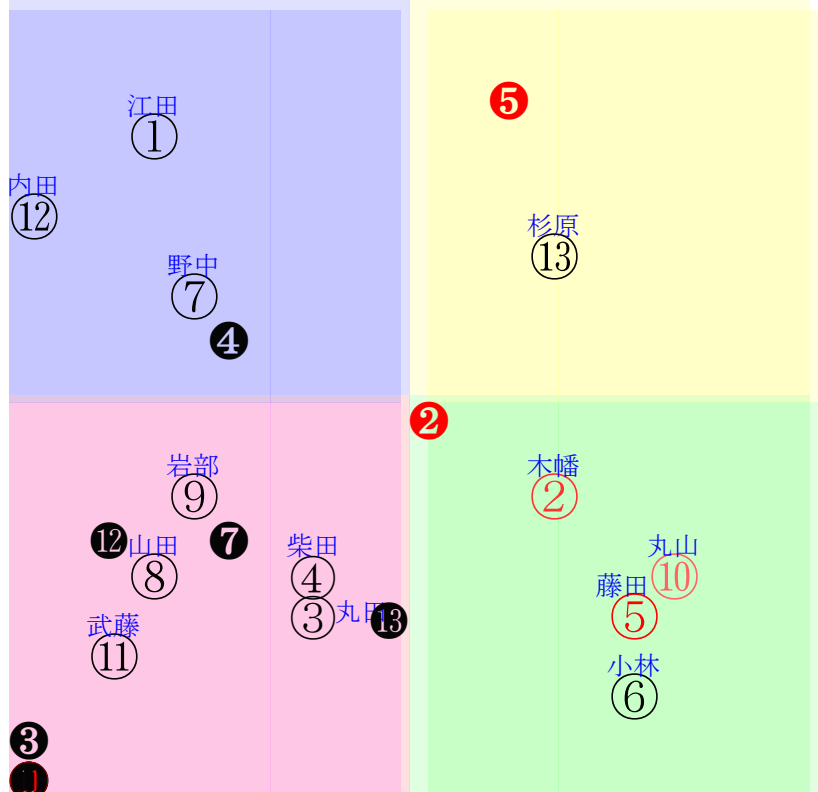 江田
①
内田
⑫
野中
⑦
❹
❺
杉原
⑬
❷
岩部
⑨
⓬
山田
⑧
❼
柴田
④
③丸田
⓭
武藤
⑪
❸
木幡
②
丸山
⑩
藤田
⑤
小林
⑥